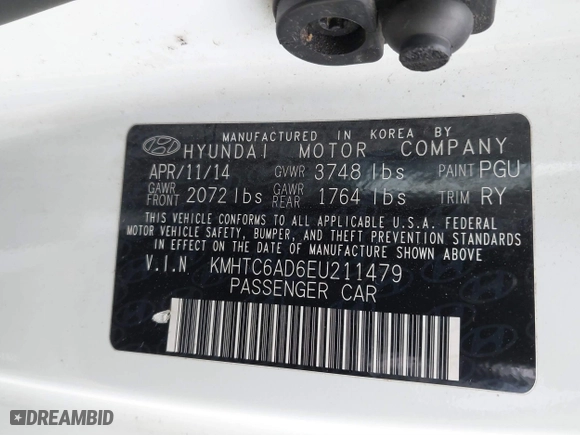 MANUFACTURED IN KOREA BY
HYUNDAI MOTOR COMPANY
APR/11/14 GVWR 3748 lbs PAINT PGU
GAWR FRONT 2072 lbs GAWR REAR 1764 lbs TRIM RY
THIS VEHICLE CONFORMS TO ALL APPLICABLE U.S.A. FEDERAL
MOTOR VEHICLE SAFETY, BUMPER, AND THEFT PREVENTION STANDARDS
IN EFFECT ON THE DATE OF MANUFACTURE SHOWN ABOVE
V.I.N KMHTC6AD6EU211479
PASSENGER CAR
DREAMBID